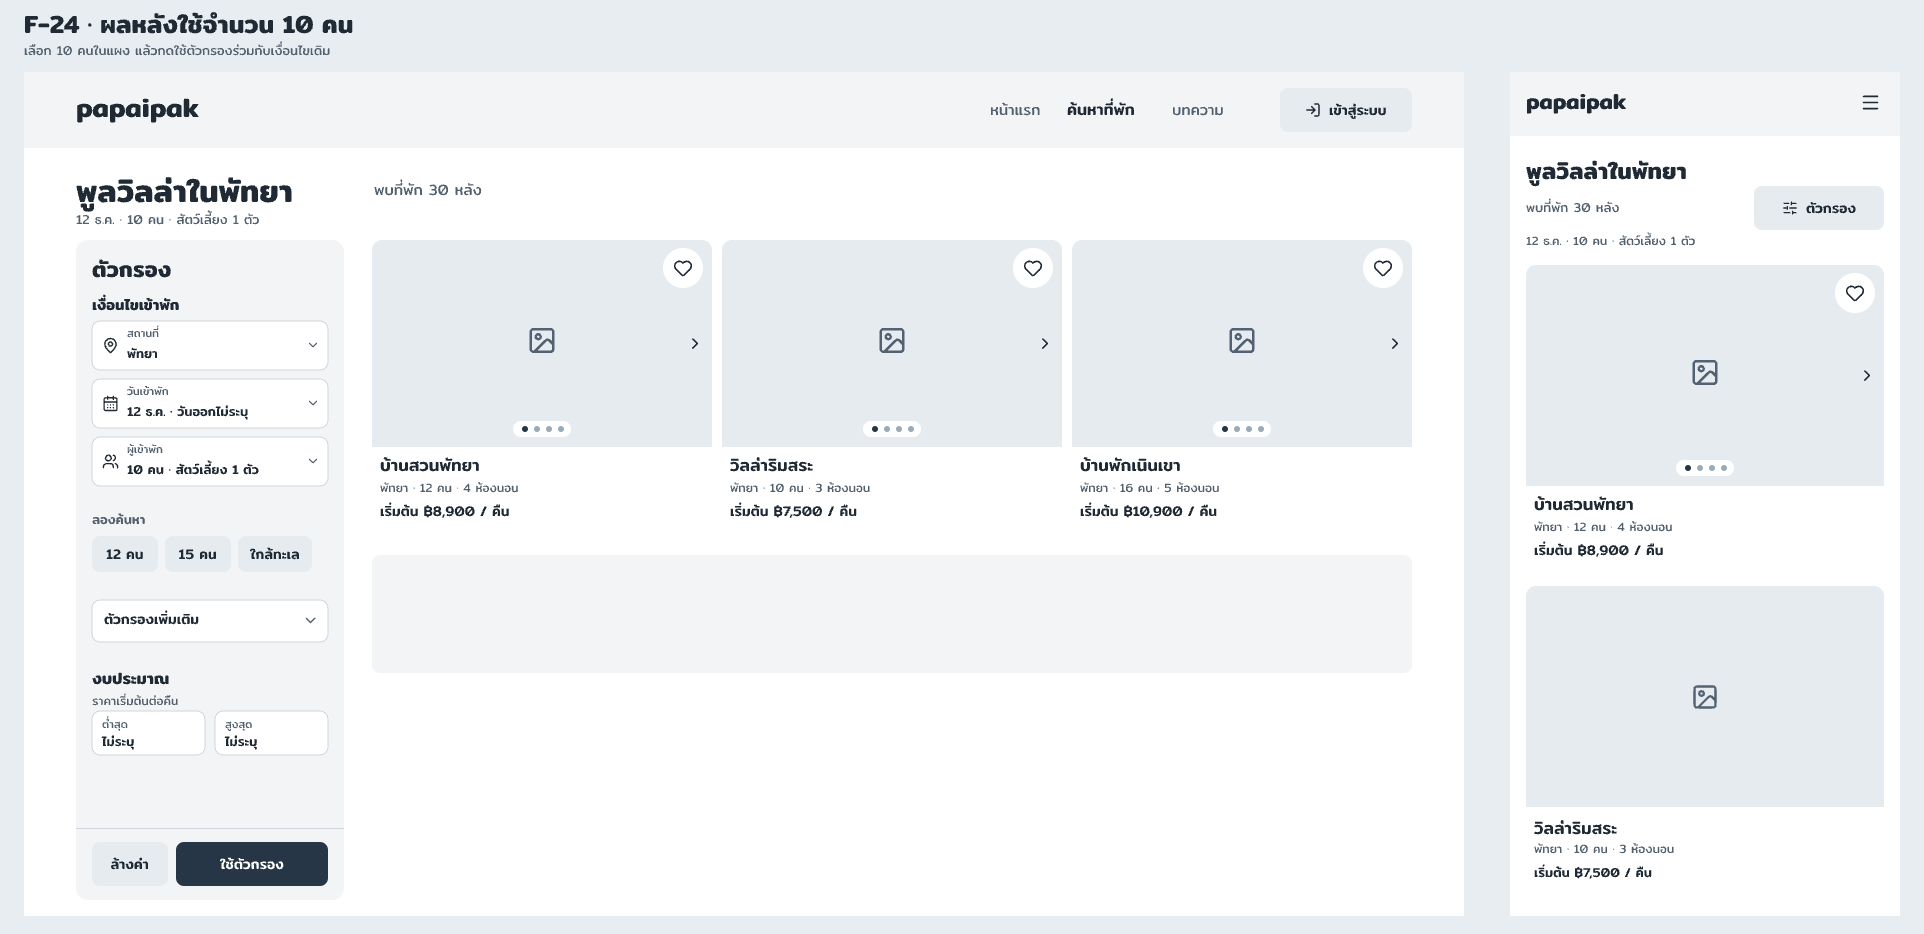 F-24 · ผลหลังใช้จำนวน 10 คน
เลือก 10 คนในแผง แล้วกดใช้ตัวกรองร่วมกับเงื่อนไขเดิม
papaipak
หน้าแรก
ค้นหาที่พัก
บทความ
เข้าสู่ระบบ
พูลวิลล่าในพัทยา
12 ธ.ค. · 10 คน · สัตว์เลี้ยง 1 ตัว
พบที่พัก 30 หลัง
ตัวกรอง
เงื่อนไขเข้าพัก
สถานที่
พัทยา
วันเข้าพัก
12 ธ.ค. · วันออกไม่ระบุ
ผู้เข้าพัก
10 คน · สัตว์เลี้ยง 1 ตัว
ลองค้นหา
12 คน
15 คน
ใกล้ทะเล
ตัวกรองเพิ่มเติม
งบประมาณ
ราคาเริ่มต้นต่อคืน
ต่ำสุด
ไม่ระบุ
สูงสุด
ไม่ระบุ
ล้างค่า
ใช้ตัวกรอง
บ้านสวนพัทยา
พัทยา · 12 คน · 4 ห้องนอน
เริ่มต้น ฿8,900 / คืน
วิลล่าริมสระ
พัทยา · 10 คน · 3 ห้องนอน
เริ่มต้น ฿7,500 / คืน
บ้านพักเนินเขา
พัทยา · 16 คน · 5 ห้องนอน
เริ่มต้น ฿10,900 / คืน
papaipak
พูลวิลล่าในพัทยา
พบที่พัก 30 หลัง
ตัวกรอง
12 ธ.ค. · 10 คน · สัตว์เลี้ยง 1 ตัว
บ้านสวนพัทยา
พัทยา · 12 คน · 4 ห้องนอน
เริ่มต้น ฿8,900 / คืน
วิลล่าริมสระ
พัทยา · 10 คน · 3 ห้องนอน
เริ่มต้น ฿7,500 / คืน